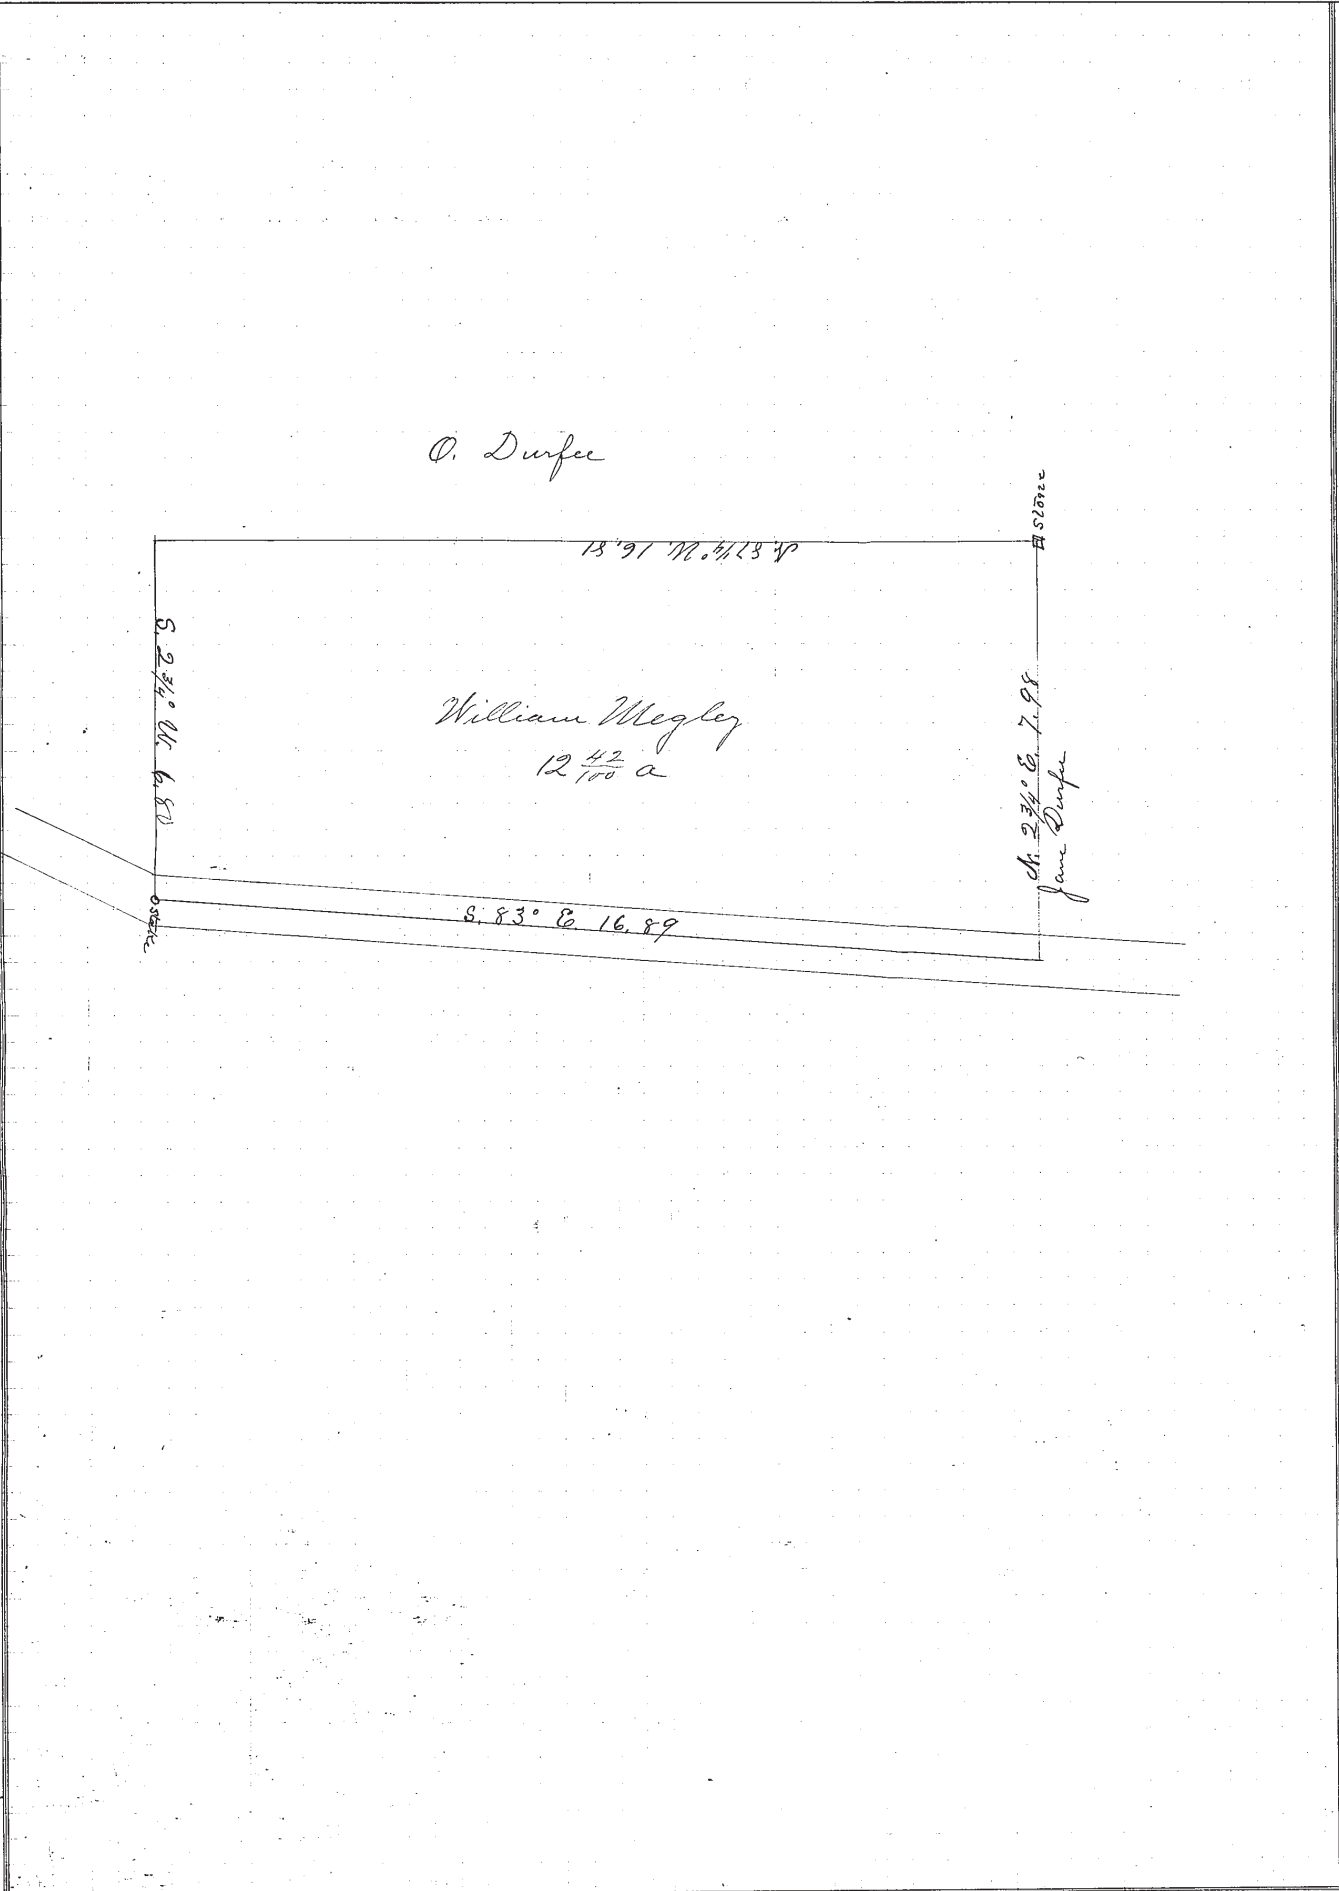 O. Durfee
Stone
N. 87 1/4° W. 16.81
S. 2 3/4° W. 6.80
William Megley
12 42/100 a
N. 2 3/4° E. 7.98
Jane Durfee
Stake
S. 83° E. 16.89